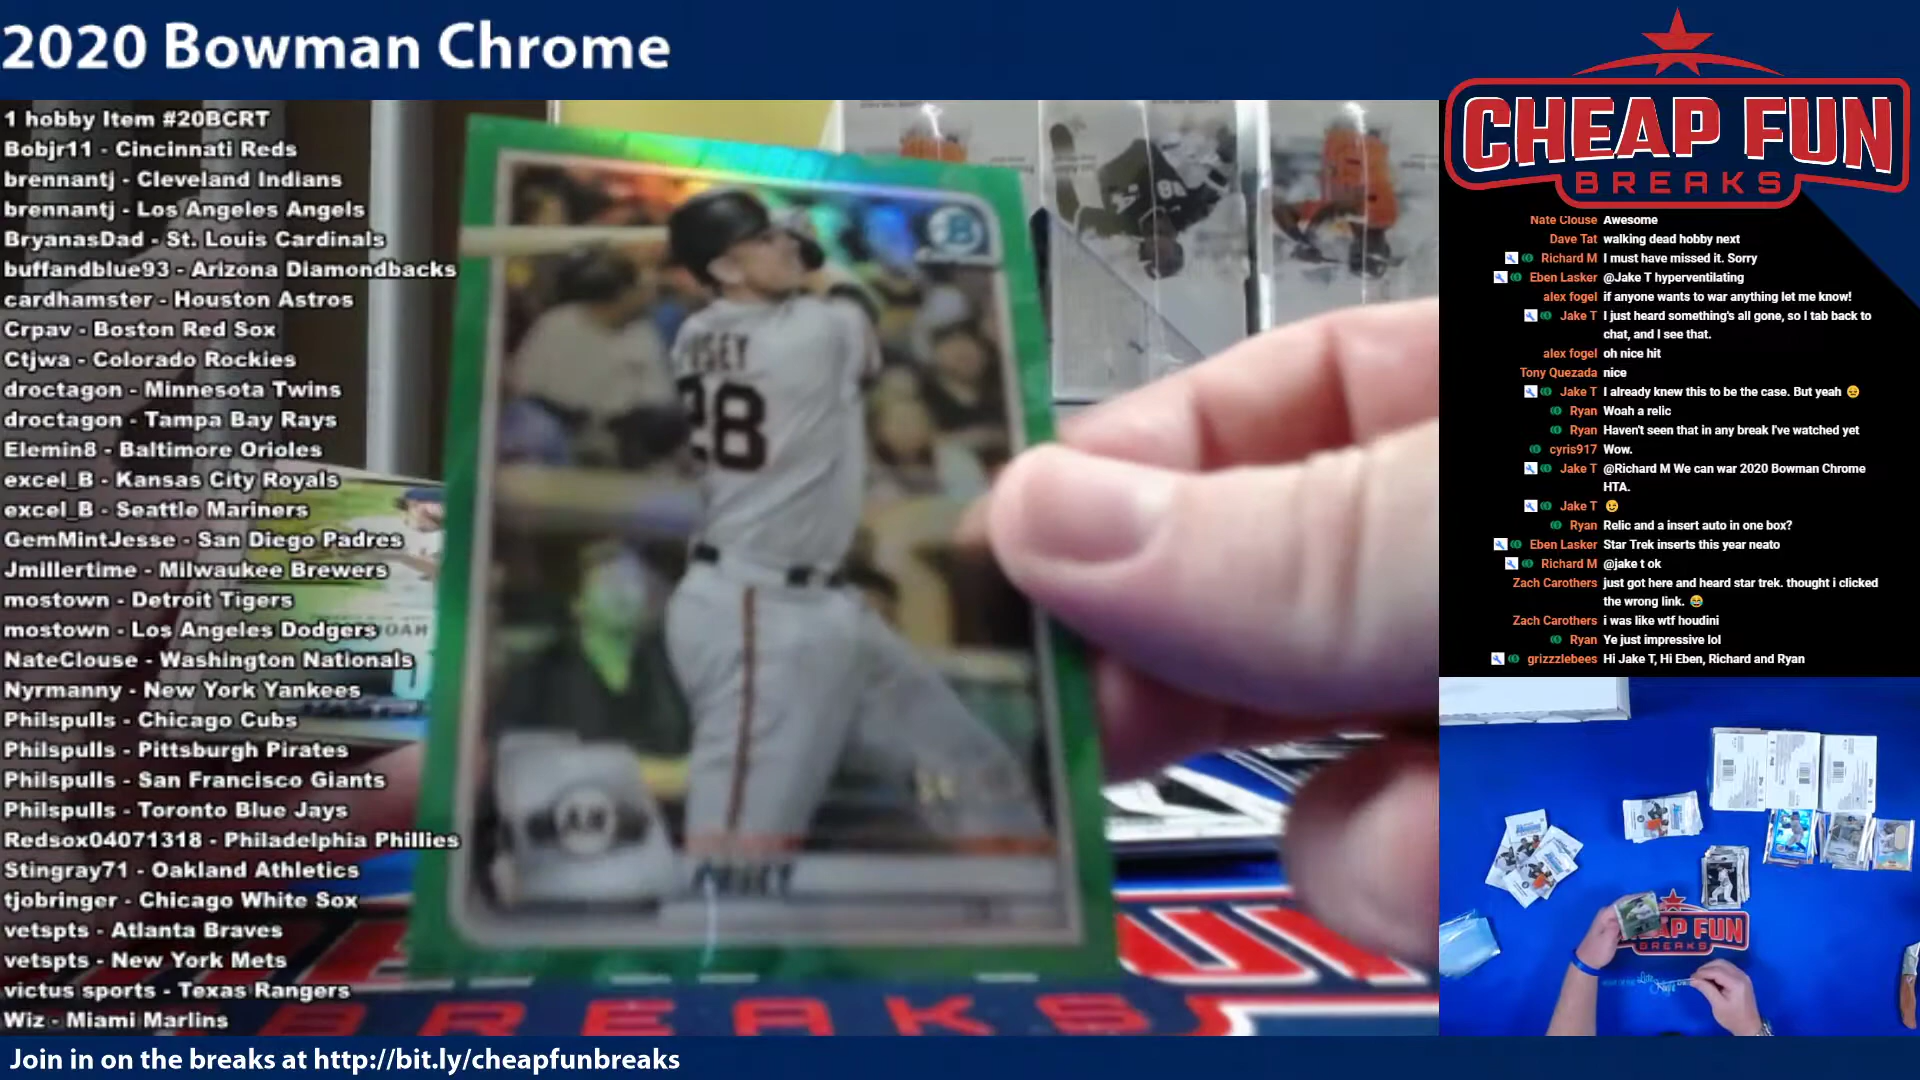 2020 Bowman Chrome
1 hobby Item #20BCRT
Bobjr11 - Cincinnati Reds
brennantj - Cleveland Indians
brennantj - Los Angeles Angels
BryanasDad - St. Louis Cardinals
buffandblue93 - Arizona Diamondbacks
cardhamster - Houston Astros
Crpav - Boston Red Sox
Ctjwa - Colorado Rockies
droctagon - Minnesota Twins
droctagon - Tampa Bay Rays
Elemin8 - Baltimore Orioles
excel_B - Kansas City Royals
excel_B - Seattle Mariners
GemMintJesse - San Diego Padres
Jmillertime - Milwaukee Brewers
mostown - Detroit Tigers
mostown - Los Angeles Dodgers
NateClouse - Washington Nationals
Nyrmanny - New York Yankees
Philspulls - Chicago Cubs
Philspulls - Pittsburgh Pirates
Philspulls - San Francisco Giants
Philspulls - Toronto Blue Jays
Redsox04071318 - Philadelphia Phillies
Stingray71 - Oakland Athletics
tjobringer - Chicago White Sox
vetspts - Atlanta Braves
vetspts - New York Mets
victus sports - Texas Rangers
Wiz - Miami Marlins
28
BREAKS
CHEAP FUN
BREAKS
Nate Clouse Awesome
Dave Tat walking dead hobby next
Richard M I must have missed it. Sorry
Eben Lasker @Jake T hyperventilating
alex fogel if anyone wants to war anything let me know!
Jake T I just heard something's all gone, so I tab back to
chat, and I see that.
alex fogel oh nice hit
Tony Quezada nice
Jake T I already knew this to be the case. But yeah 😣
Ryan Woah a relic
Ryan Haven't seen that in any break I've watched yet
cyris917 Wow.
Jake T @Richard M We can war 2020 Bowman Chrome
HTA.
Jake T 😉
Ryan Relic and a insert auto in one box?
Eben Lasker Star Trek inserts this year neato
Richard M @jake t ok
Zach Carothers just got here and heard star trek. thought i clicked
the wrong link. 😂
Zach Carothers i was like wtf houdini
Ryan Ye just impressive lol
grizzzlebees Hi Jake T, Hi Eben, Richard and Ryan
FUN
BREAKS
Join in on the breaks at http://bit.ly/cheapfunbreaks